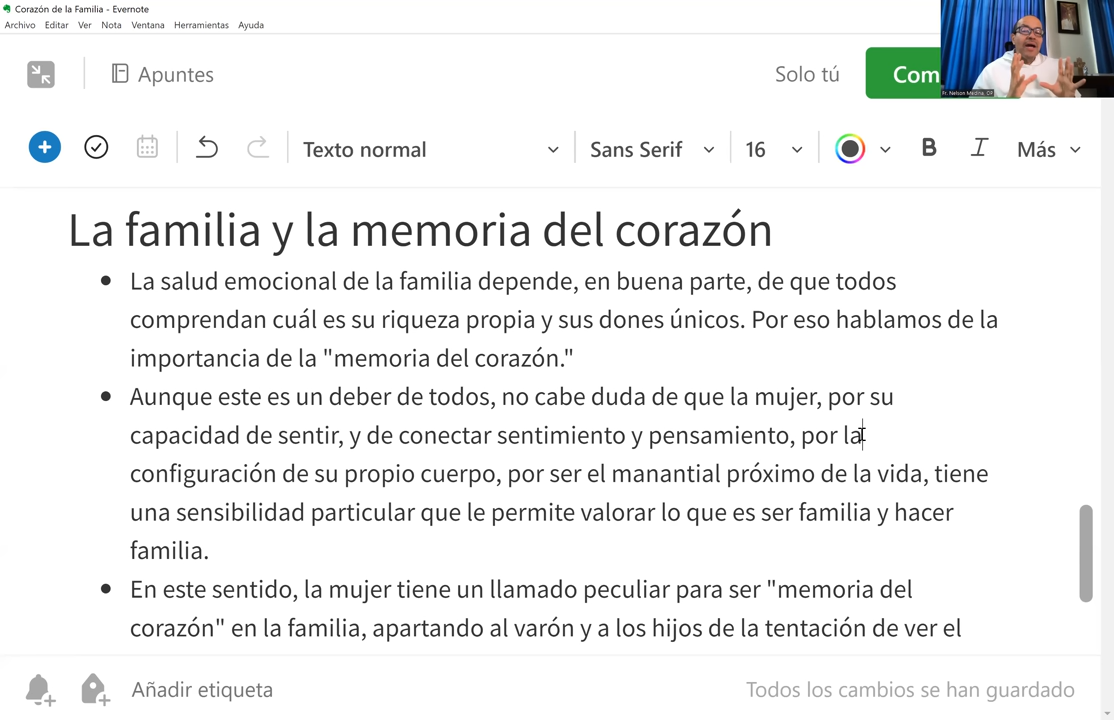 Corazón de la Familia - Evernote
Archivo Editar Ver Nota Ventana Herramientas Ayuda
Apuntes
Solo tú
Com
Fr. Nelson Medina, OP
Texto normal
Sans Serif
16
B
I
Más
La familia y la memoria del corazón
La salud emocional de la familia depende, en buena parte, de que todos
comprendan cuál es su riqueza propia y sus dones únicos. Por eso hablamos de la
importancia de la "memoria del corazón."
Aunque este es un deber de todos, no cabe duda de que la mujer, por su
capacidad de sentir, y de conectar sentimiento y pensamiento, por la
configuración de su propio cuerpo, por ser el manantial próximo de la vida, tiene
una sensibilidad particular que le permite valorar lo que es ser familia y hacer
familia.
En este sentido, la mujer tiene un llamado peculiar para ser "memoria del
corazón" en la familia, apartando al varón y a los hijos de la tentación de ver el
Añadir etiqueta
Todos los cambios se han guardado